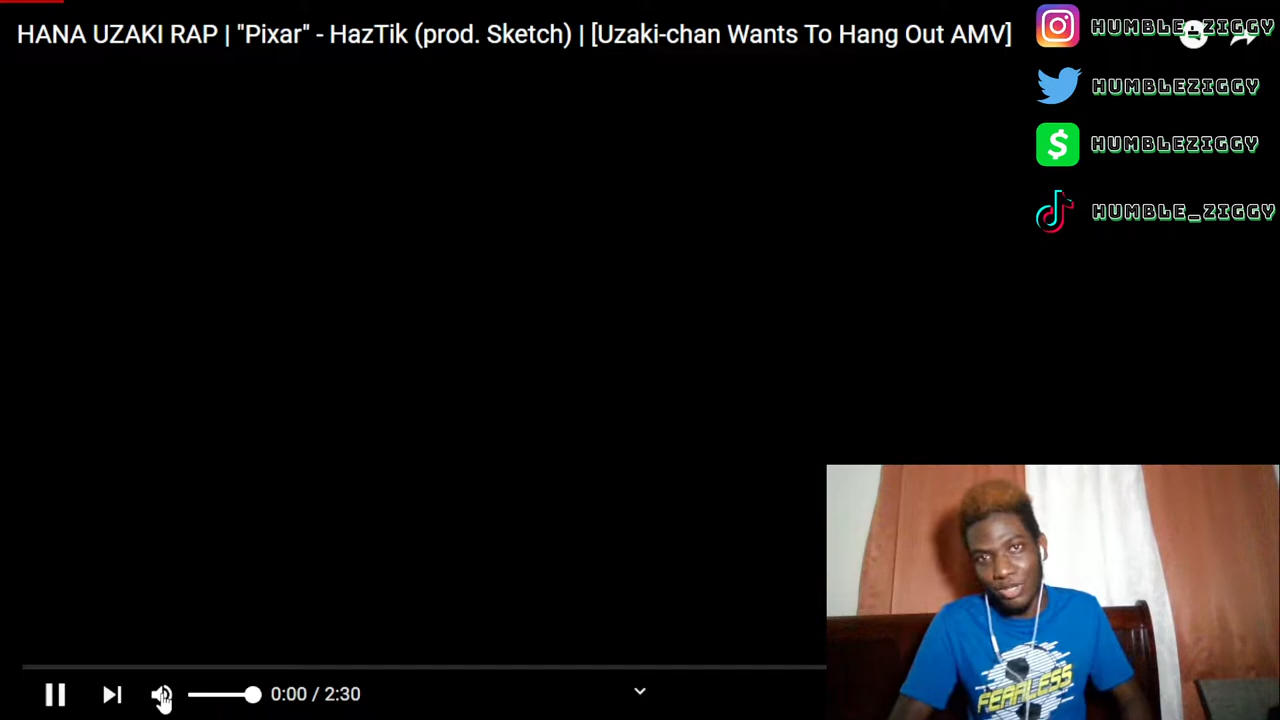 HANA UZAKI RAP | "Pixar" - HazTik (prod. Sketch) | [Uzaki-chan Wants To Hang Out AMV]
HUMBLE_ZIGGY
HUMBLEZIGGY
HUMBLEZIGGY
HUMBLE_ZIGGY
FEARLESS
0:00 / 2:30